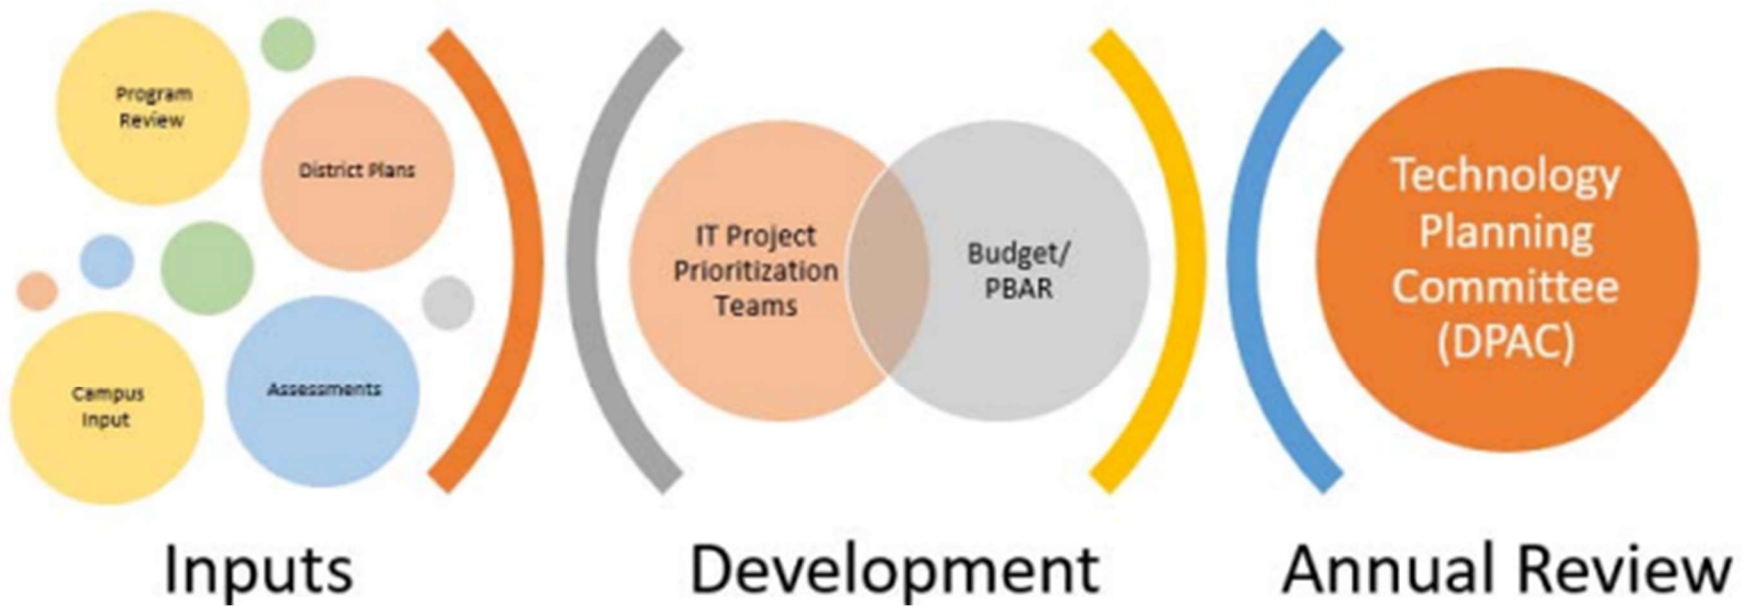 Program
Review
District Plans
Campus
Input
Assessments
Inputs
IT Project
Prioritization
Teams
Budget/
PBAR
Development
Technology
Planning
Committee
(DPAC)
Annual Review